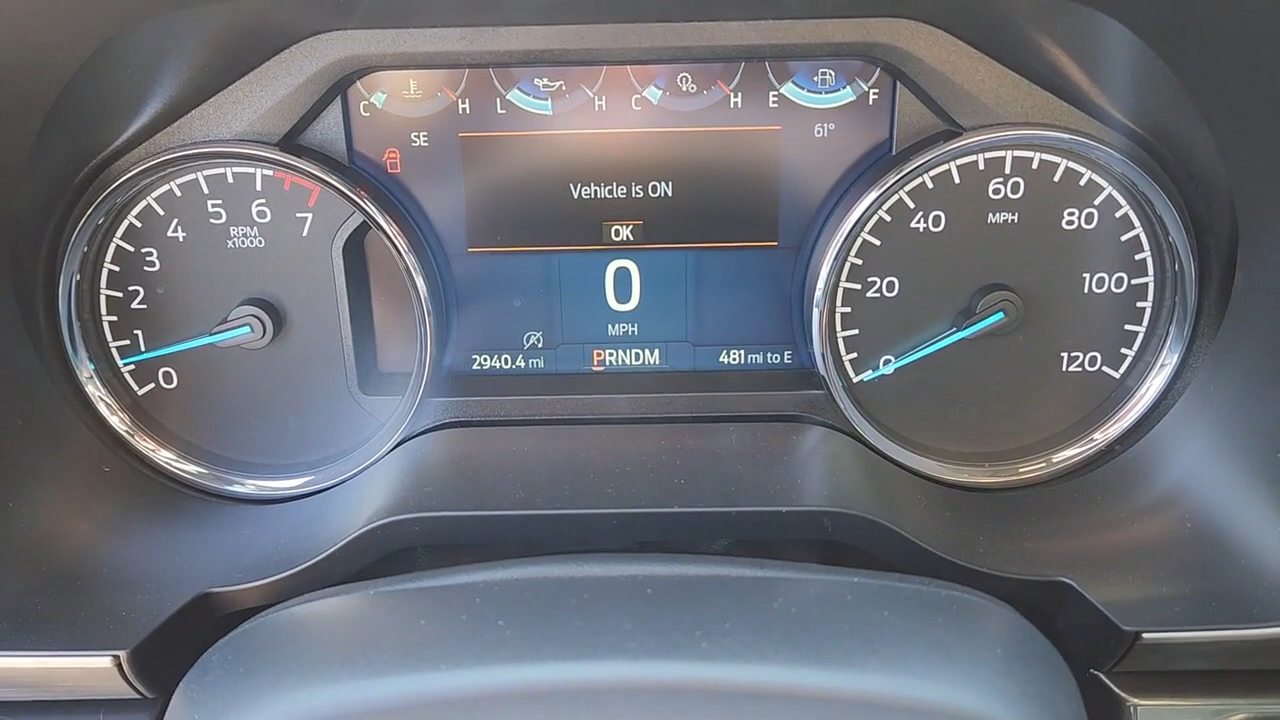 C H L H C H E F
SE 61°
Vehicle is ON
OK
0
MPH
2940.4 mi PRNDM 481 mi to E
0 1 2 3 4 5 6 7
RPM
x1000
0 20 40 60 80 100 120
MPH